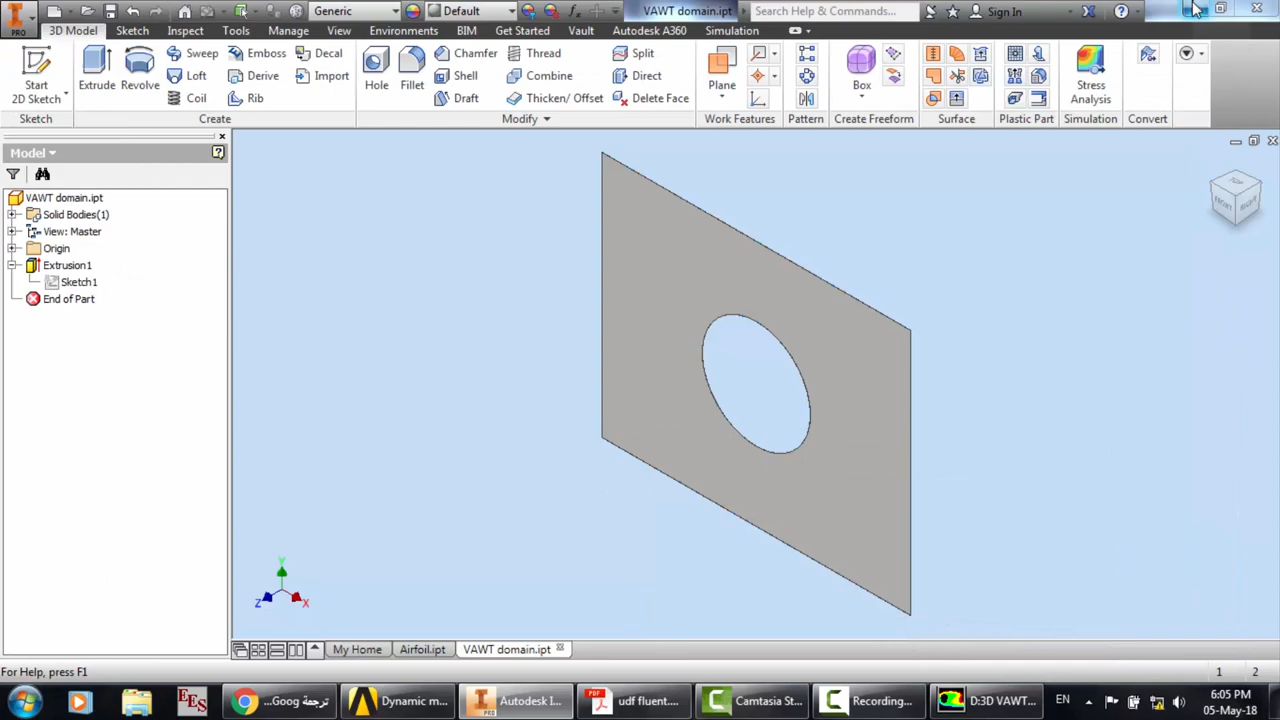 Generic
Default
VAWT domain.ipt
Search Help & Commands...
Sign In
PRO
3D Model Sketch Inspect Tools Manage View Environments BIM Get Started Vault Autodesk A360 Simulation
Start
2D Sketch
Extrude
Revolve
Sweep
Loft
Coil
Emboss
Derive
Rib
Decal
Import
Hole
Fillet
Chamfer
Shell
Draft
Thread
Combine
Thicken/ Offset
Split
Direct
Delete Face
Plane
Box
Stress
Analysis
Sketch
Create
Modify
Work Features
Pattern
Create Freeform
Surface
Plastic Part
Simulation
Convert
Model
VAWT domain.ipt
Solid Bodies(1)
View: Master
Origin
Extrusion1
Sketch1
End of Part
TOP
FRONT
RIGHT
Y
Z
X
My Home
Airfoil.ipt
VAWT domain.ipt
For Help, press F1
1 2
EES
...ترجمة Goog
Dynamic m...
Autodesk I...
udf fluent....
Camtasia St...
Recording...
D:3D VAWT...
EN
6:05 PM
05-May-18